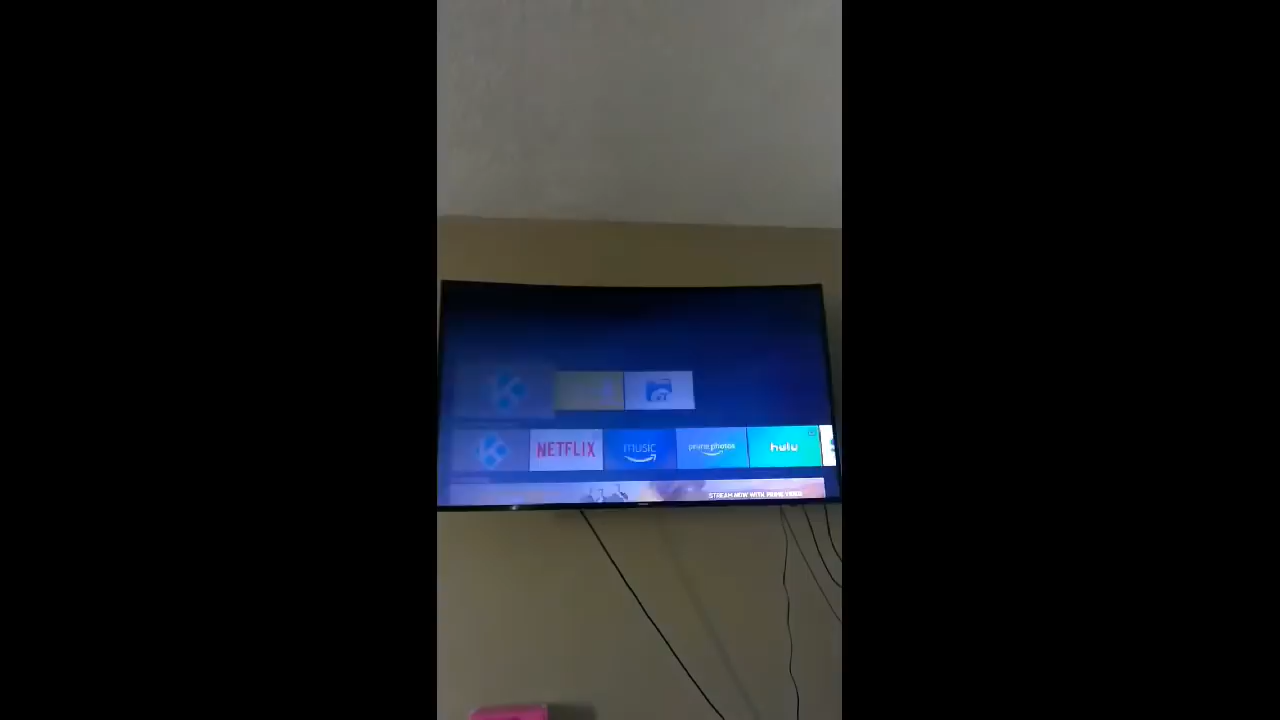 NETFLIX
music
prime photos
hulu
STREAM NOW WITH PRIME VIDEO